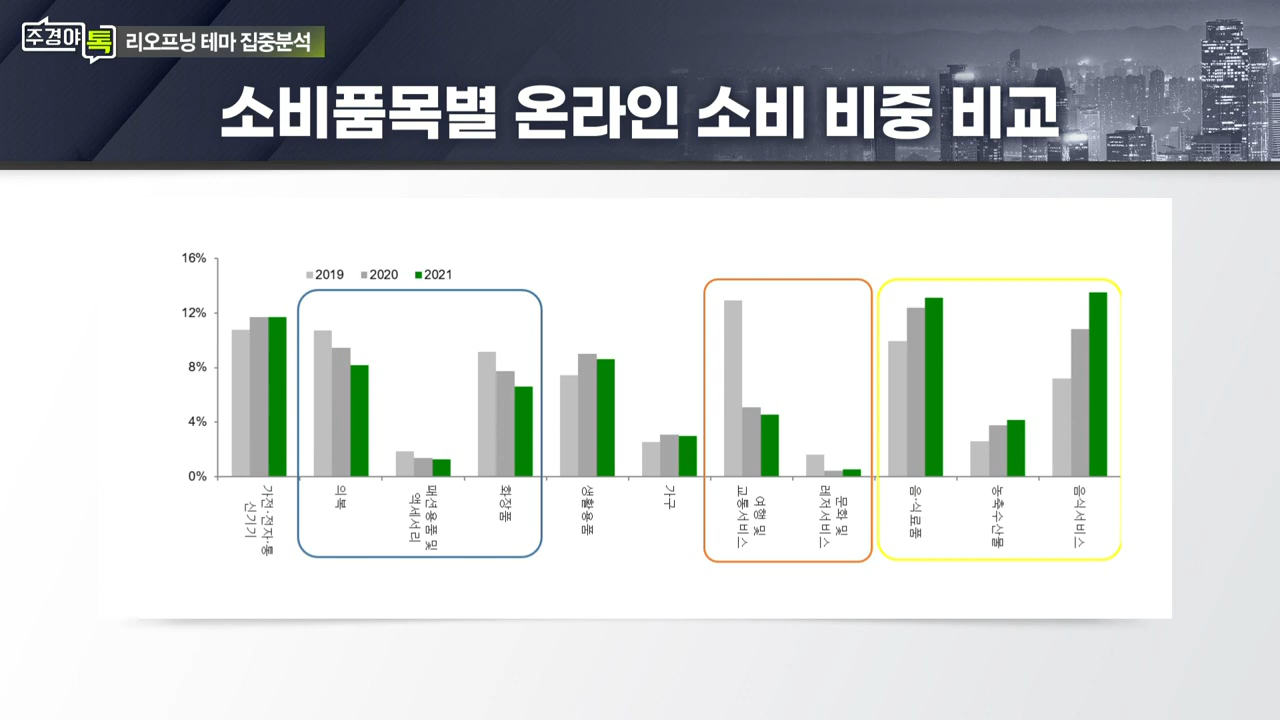 주경야톡 리오프닝 테마 집중분석
소비품목별 온라인 소비 비중 비교
16%
12%
8%
4%
0%
2019 2020 2021
가전·전자·통
신기기
의복
패션용품 및
액세서리
화장품
생활용품
가구
여행 및
교통서비스
문화 및
레저서비스
음·식료품
농축수산물
음식서비스